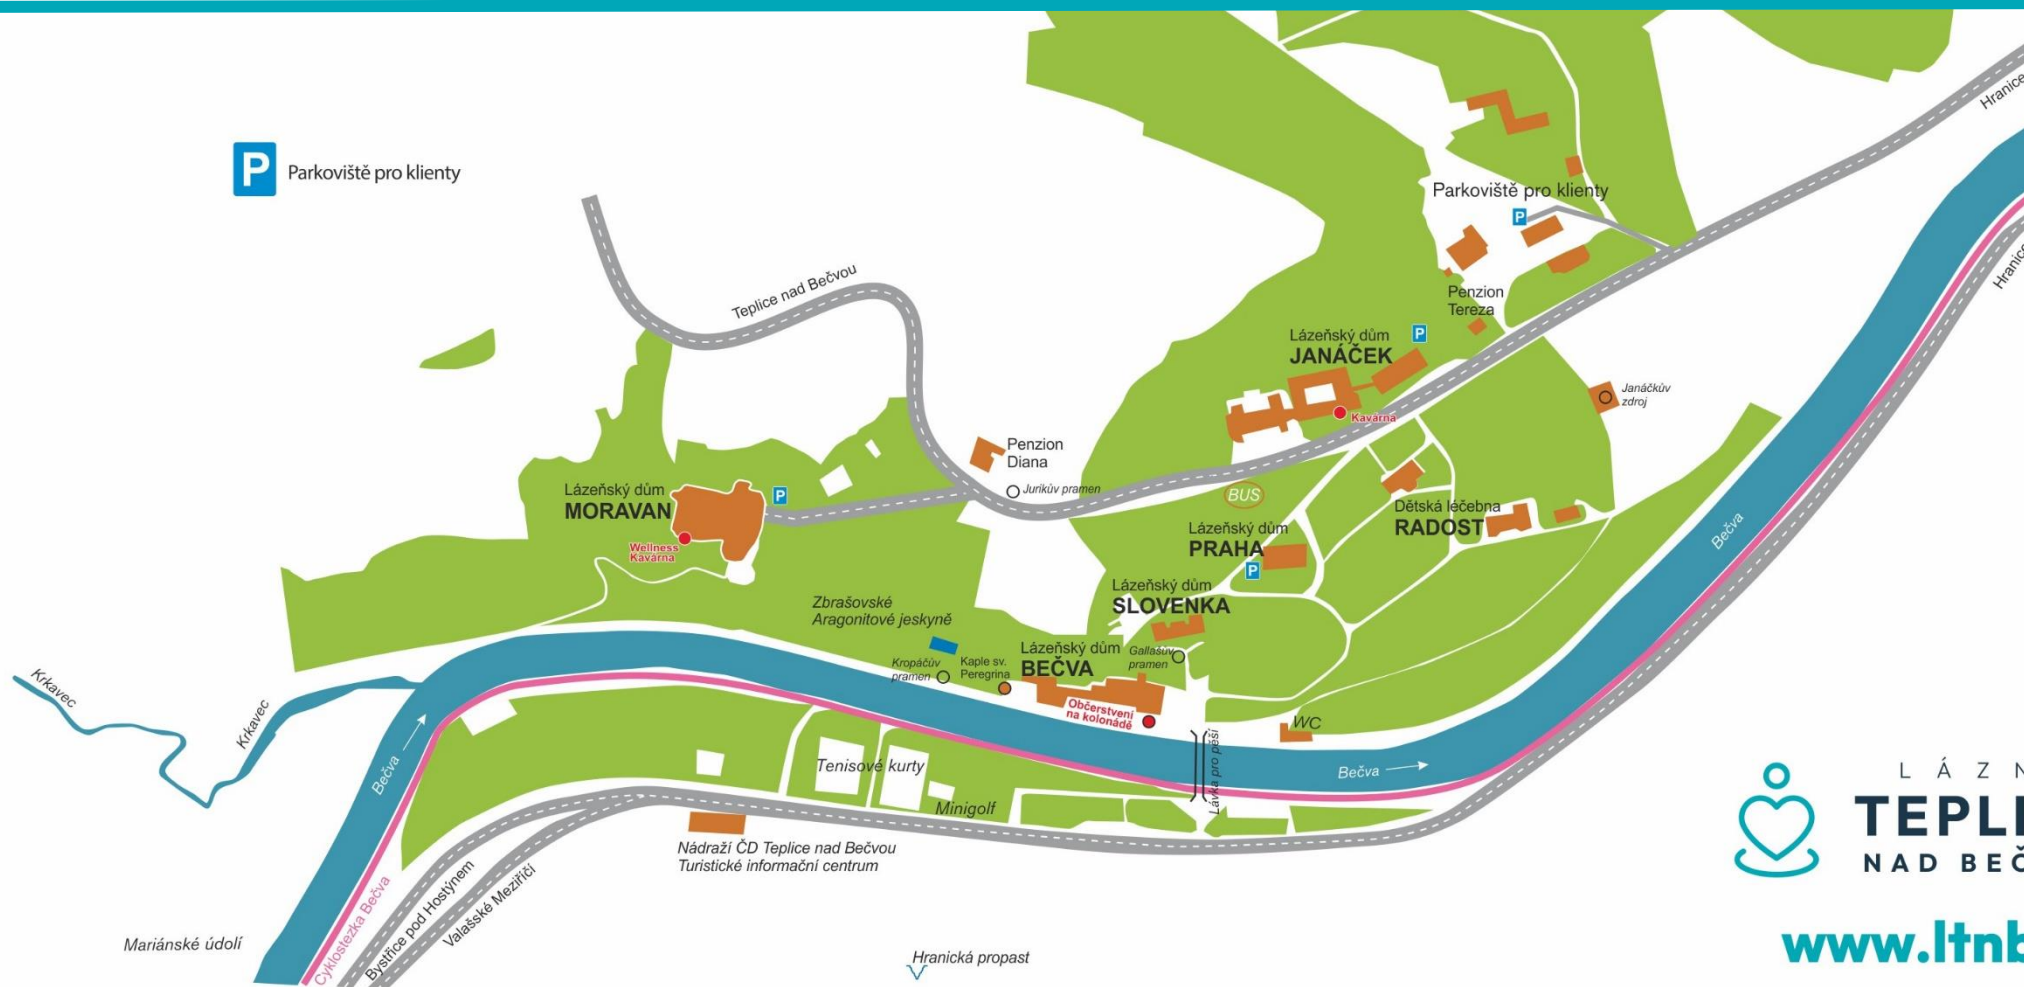 P Parkoviště pro klienty
Hranice
Parkoviště pro klienty
P
Hranice
Teplice nad Bečvou
Penzion
Tereza
P
Lázeňský dům
JANÁČEK
Kavárna
Janáčkův
zdroj
Penzion
Diana
Jurikův pramen
Lázeňský dům
MORAVAN
P
Wellness
Kavárna
BUS
Dětská léčebna
RADOST
Lázeňský dům
PRAHA
P
Bečva
Lázeňský dům
SLOVENKA
Zbrašovské
Aragonitové jeskyně
Lázeňský dům
BEČVA
Gallašův
pramen
Kropáčův
pramen
Kaple sv.
Peregrina
Občerstvení
na kolonádě
WC
Lávka pro pěší
Krkavec
Krkavec
Bečva
Bečva
Tenisové kurty
Minigolf
Nádraží ČD Teplice nad Bečvou
Turistické informační centrum
Cyklostezka Bečva
Bystřice pod Hostýnem
Valašské Meziříčí
Mariánské údolí
Hranická propast
LÁZN
TEPLI
NAD BEČ
www.ltnb